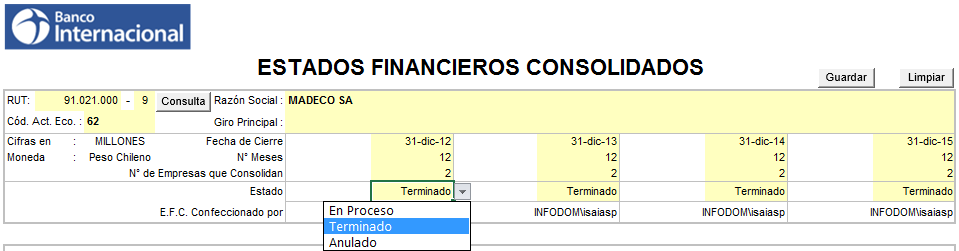 Banco
Internacional
ESTADOS FINANCIEROS CONSOLIDADOS
Guardar Limpiar
RUT: 91.021.000 - 9 Consulta Razón Social : MADECO SA
Cód. Act. Eco. : 62 Giro Principal :
Cifras en : MILLONES Fecha de Cierre 31-dic-12 31-dic-13 31-dic-14 31-dic-15
Moneda : Peso Chileno N° Meses 12 12 12 12
N° de Empresas que Consolidan 2 2 2 2
Estado Terminado Terminado Terminado Terminado
E.F.C. Confeccionado por INFODOM\isaiasp INFODOM\isaiasp INFODOM\isaiasp
En Proceso
Terminado
Anulado